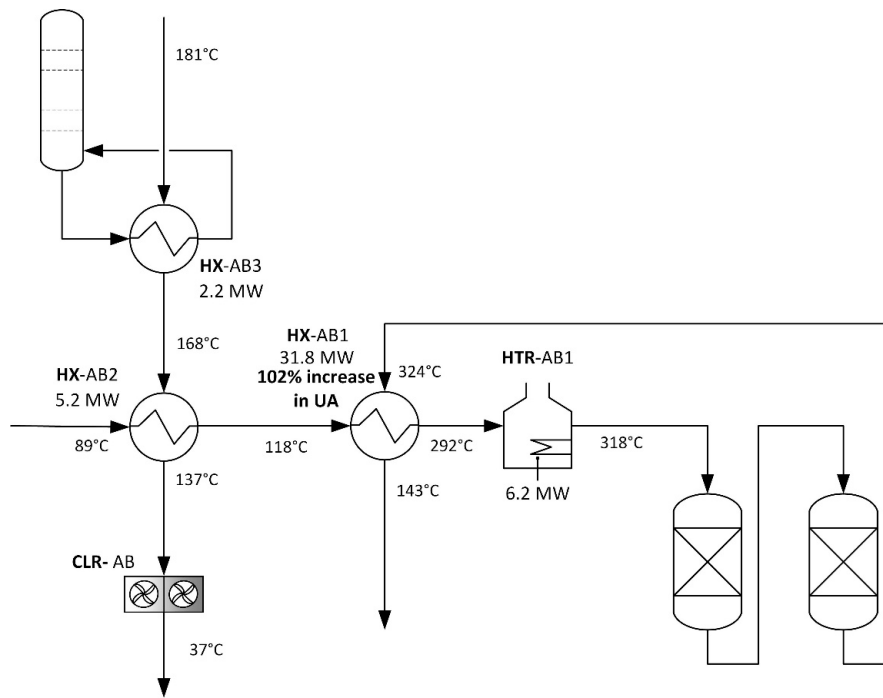 181°C
HX-AB3
2.2 MW
168°C
HX-AB2
5.2 MW
89°C
137°C
118°C
HX-AB1
31.8 MW
102% increase
in UA
324°C
292°C
143°C
HTR-AB1
318°C
6.2 MW
CLR- AB
37°C